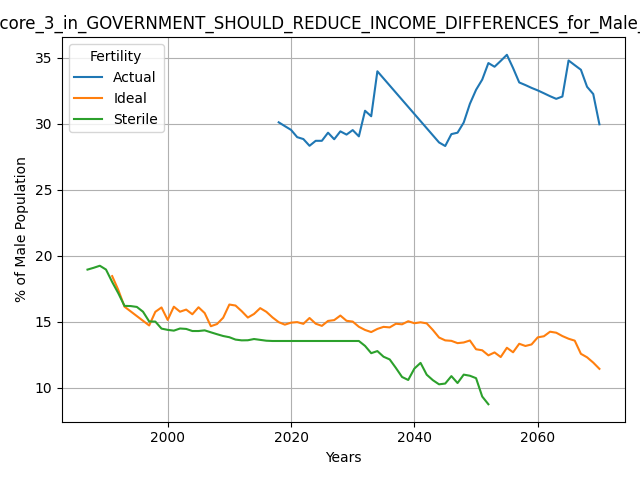 core_3_in_GOVERNMENT_SHOULD_REDUCE_INCOME_DIFFERENCES_for_Male_
Fertility
Actual
Ideal
Sterile
35
30
25
20
15
10
% of Male Population
2000
2020
2040
2060
Years